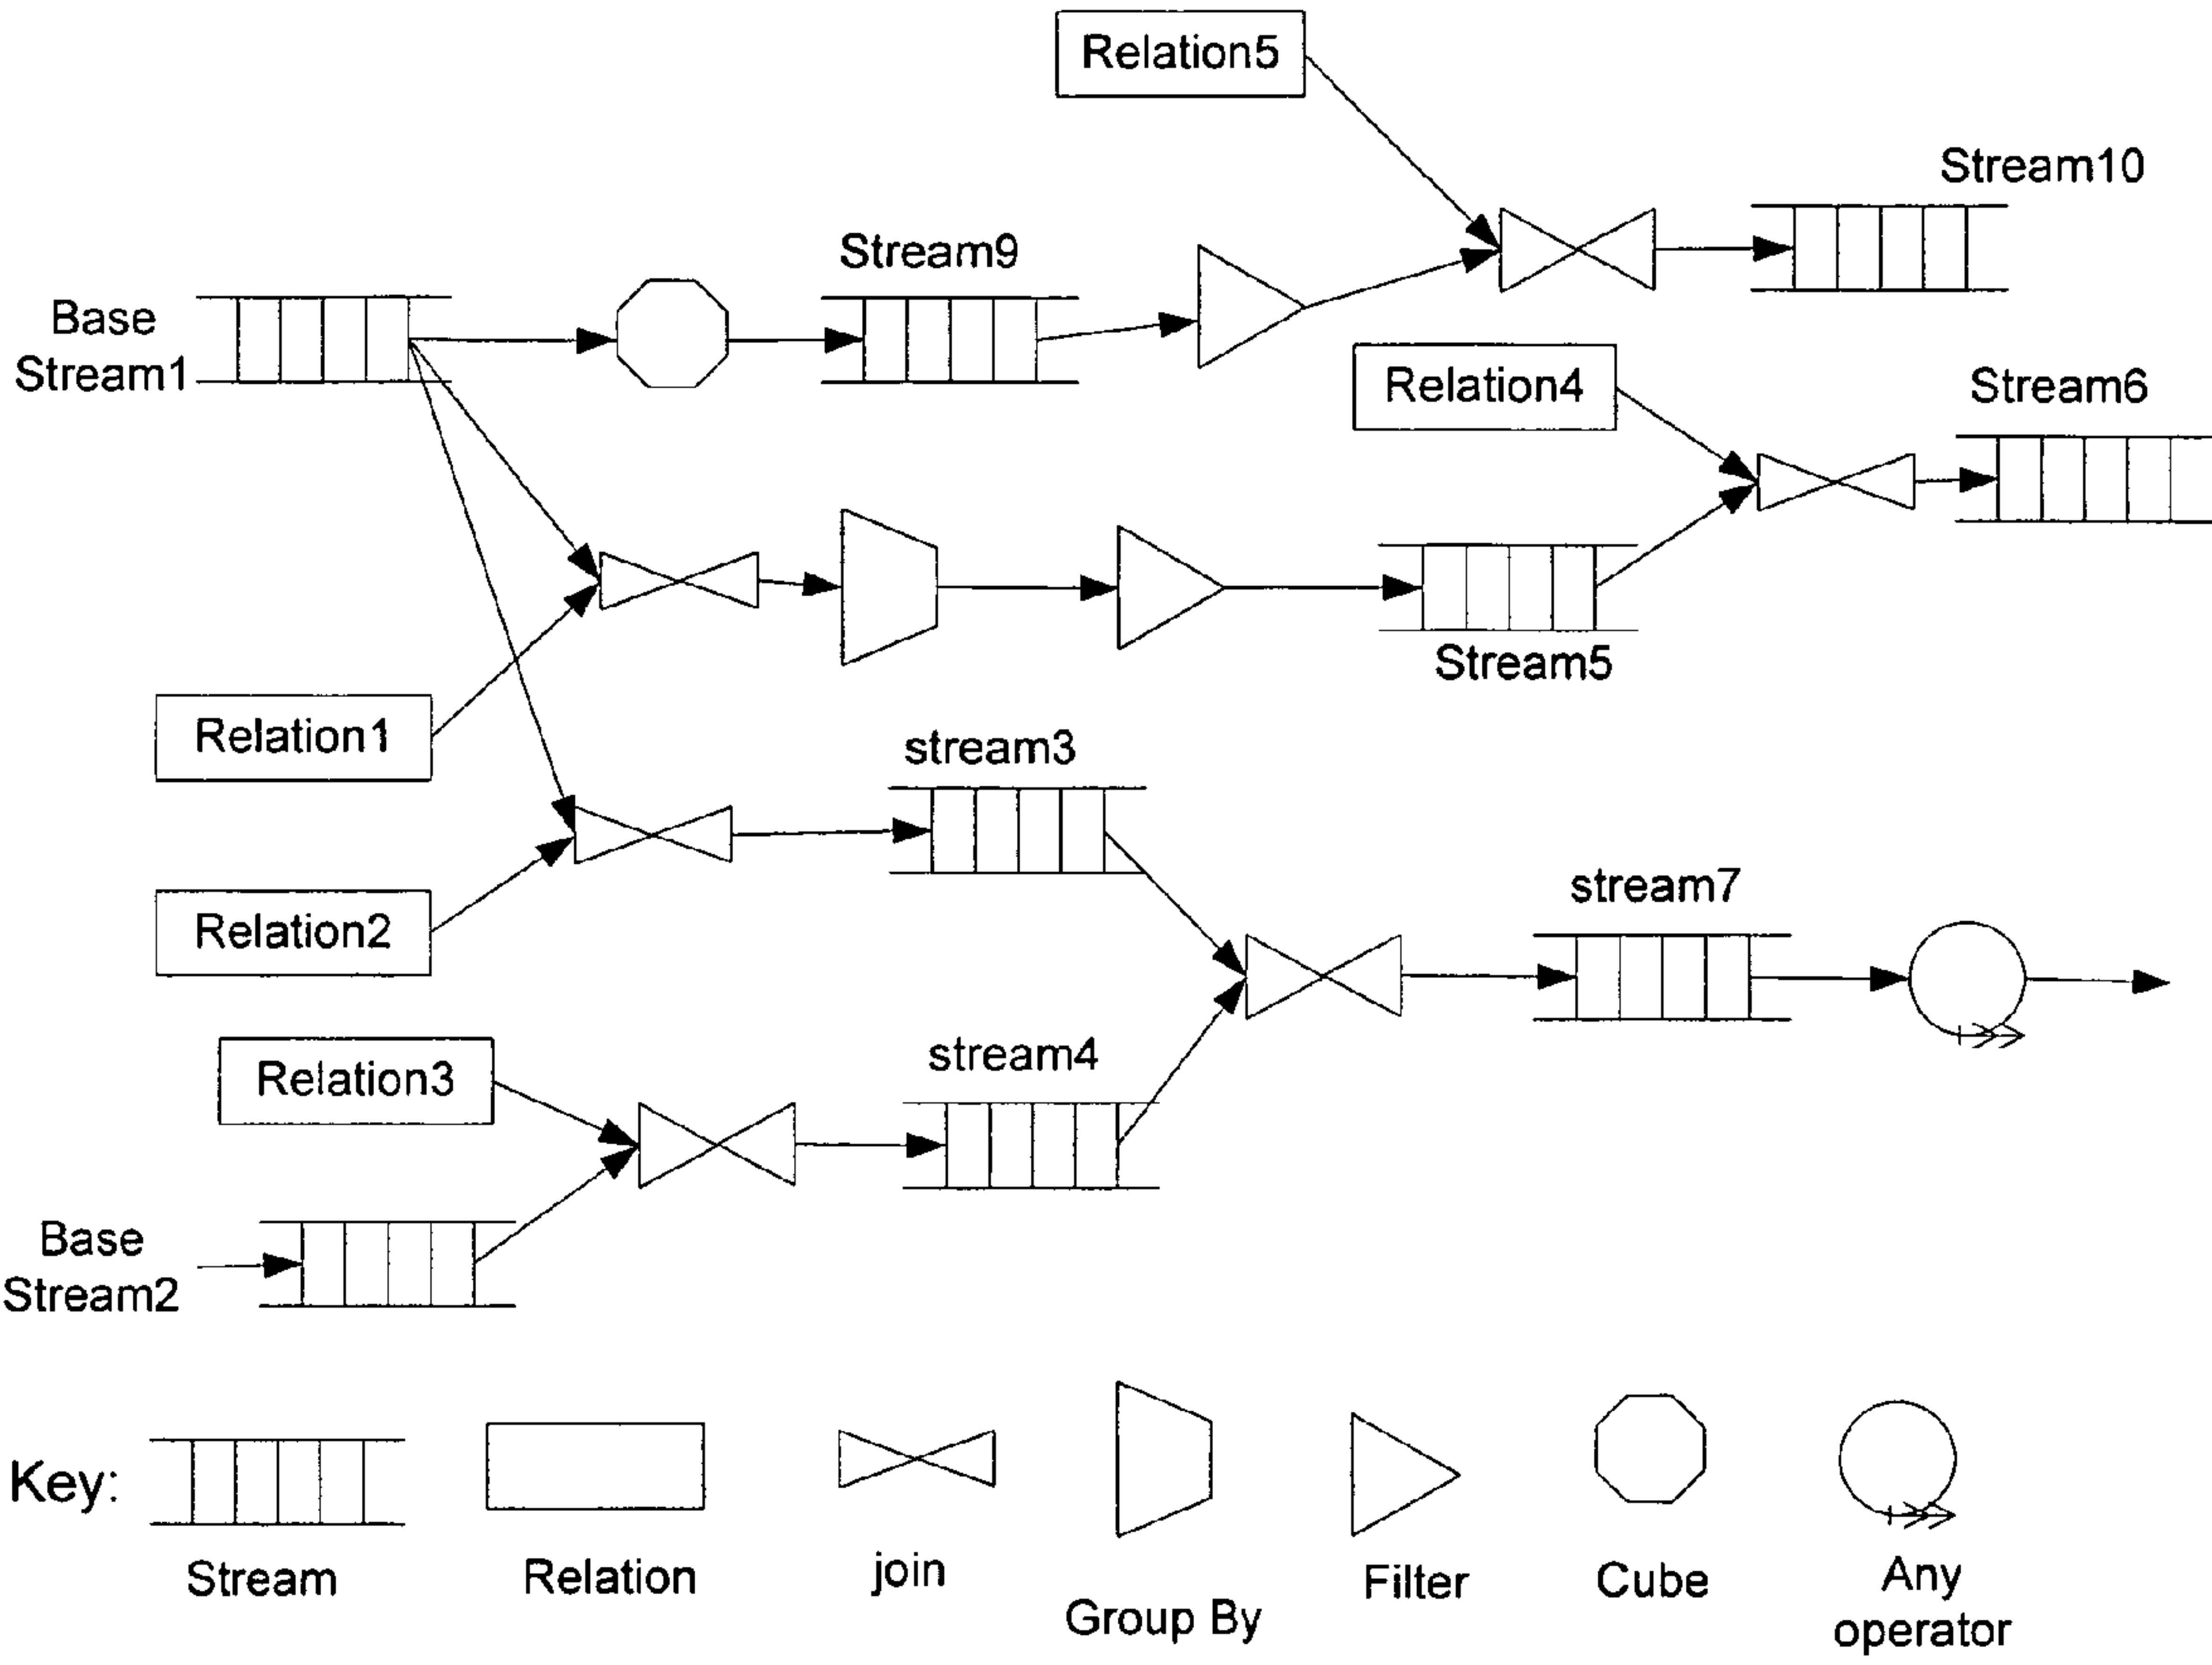 Relation5
Stream10
Stream9
Base
Stream1
Relation4
Stream6
Stream5
Relation1
stream3
Relation2
stream7
Relation3
stream4
Base
Stream2
Key:
Stream
Relation
join
Group By
Filter
Cube
Any
operator